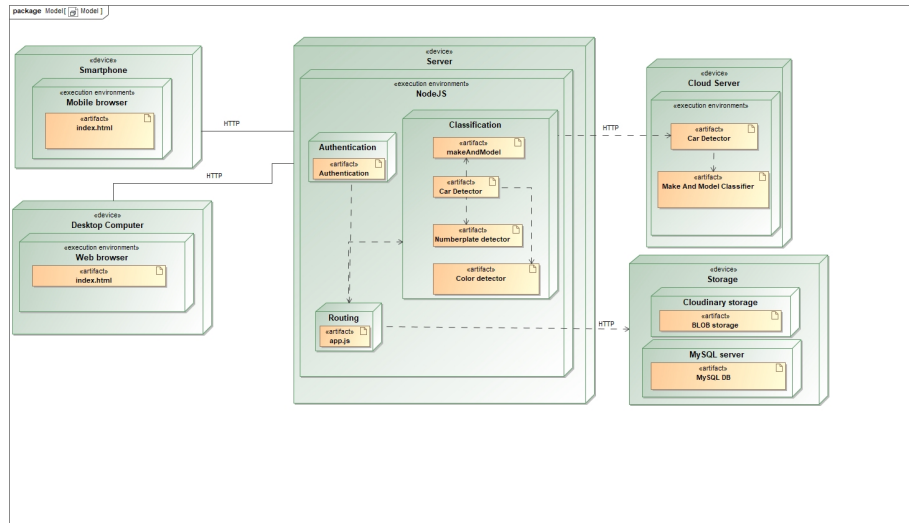 package Model[ Model ]
«device»
Smartphone
«execution environment»
Mobile browser
«artifact»
index.html
HTTP
HTTP
«device»
Desktop Computer
«execution environment»
Web browser
«artifact»
index.html
«device»
Server
«execution environment»
NodeJS
Authentication
«artifact»
Authentication
Classification
«artifact»
makeAndModel
«artifact»
Car Detector
«artifact»
Numberplate detector
«artifact»
Color detector
Routing
«artifact»
app.js
HTTP
HTTP
«device»
Cloud Server
«execution environment»
«artifact»
Car Detector
«artifact»
Make And Model Classifier
«device»
Storage
Cloudinary storage
«artifact»
BLOB storage
MySQL server
«artifact»
MySQL DB